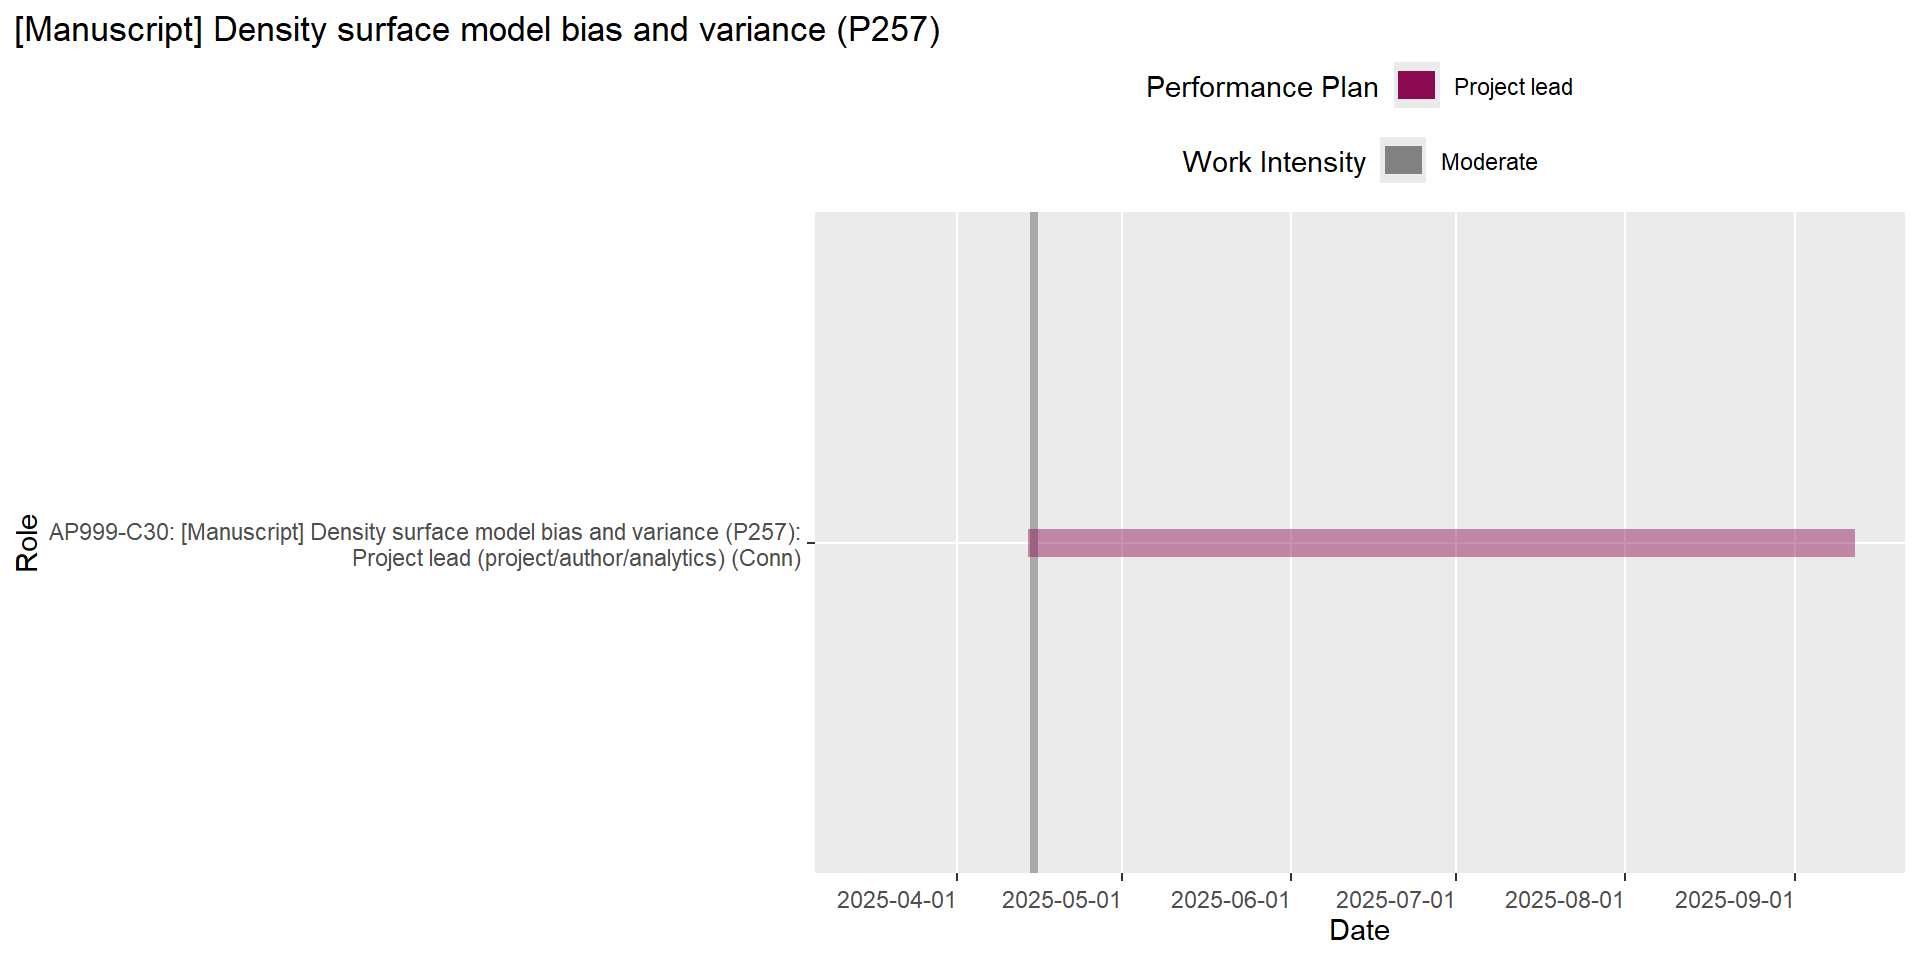 [Manuscript] Density surface model bias and variance (P257)
Performance Plan Project lead
Work Intensity Moderate
Role
AP999-C30: [Manuscript] Density surface model bias and variance (P257):
Project lead (project/author/analytics) (Conn)
2025-04-01 2025-05-01 2025-06-01 2025-07-01 2025-08-01 2025-09-01
Date